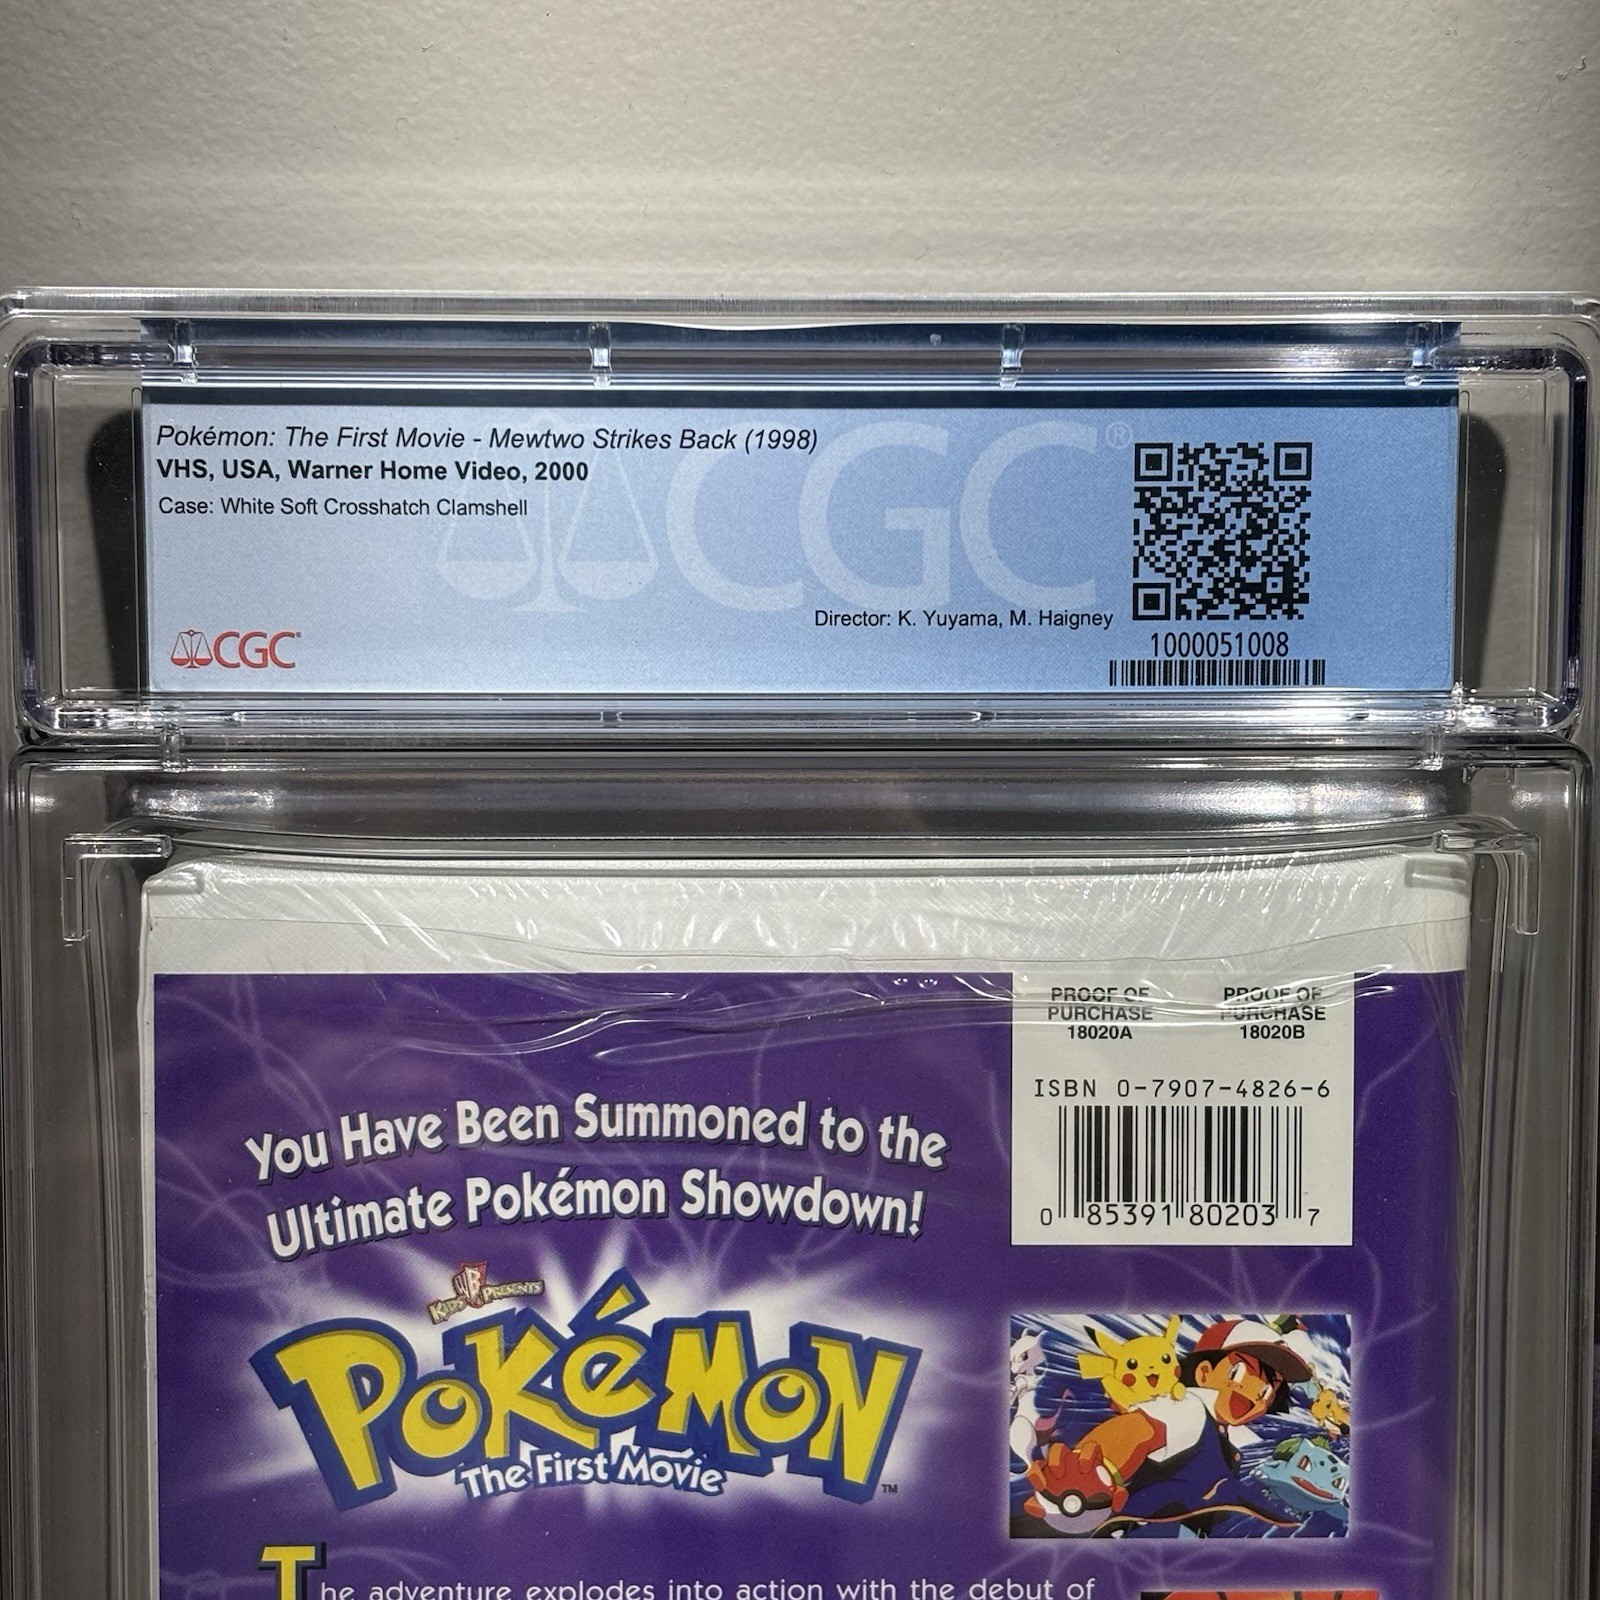 Pokémon: The First Movie - Mewtwo Strikes Back (1998)
VHS, USA, Warner Home Video, 2000
Case: White Soft Crosshatch Clamshell
CGC®
Director: K. Yuyama, M. Haigney
CGC
1000051008
PROOF OF PURCHASE 18020A
PROOF OF PURCHASE 18020B
ISBN 0-7907-4826-6
0 85391 80203 7
You Have Been Summoned to the
Ultimate Pokémon Showdown!
WB
KIDS PRESENTS
POKéMON
The First Movie
TM
The adventure explodes into action with the debut of